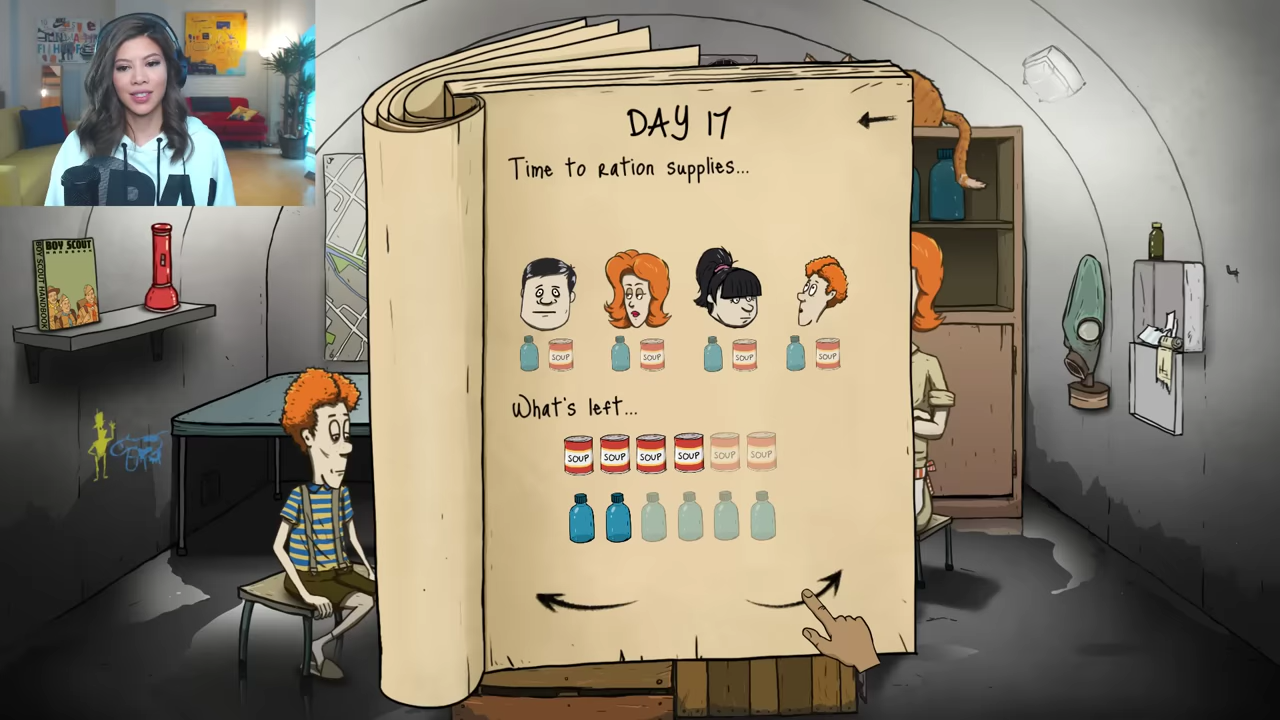 DAY 17
Time to ration supplies...
SOUP SOUP SOUP SOUP
What's left...
SOUP SOUP SOUP SOUP SOUP SOUP
BOY SCOUT
BOY SCOUT HANDBOOK